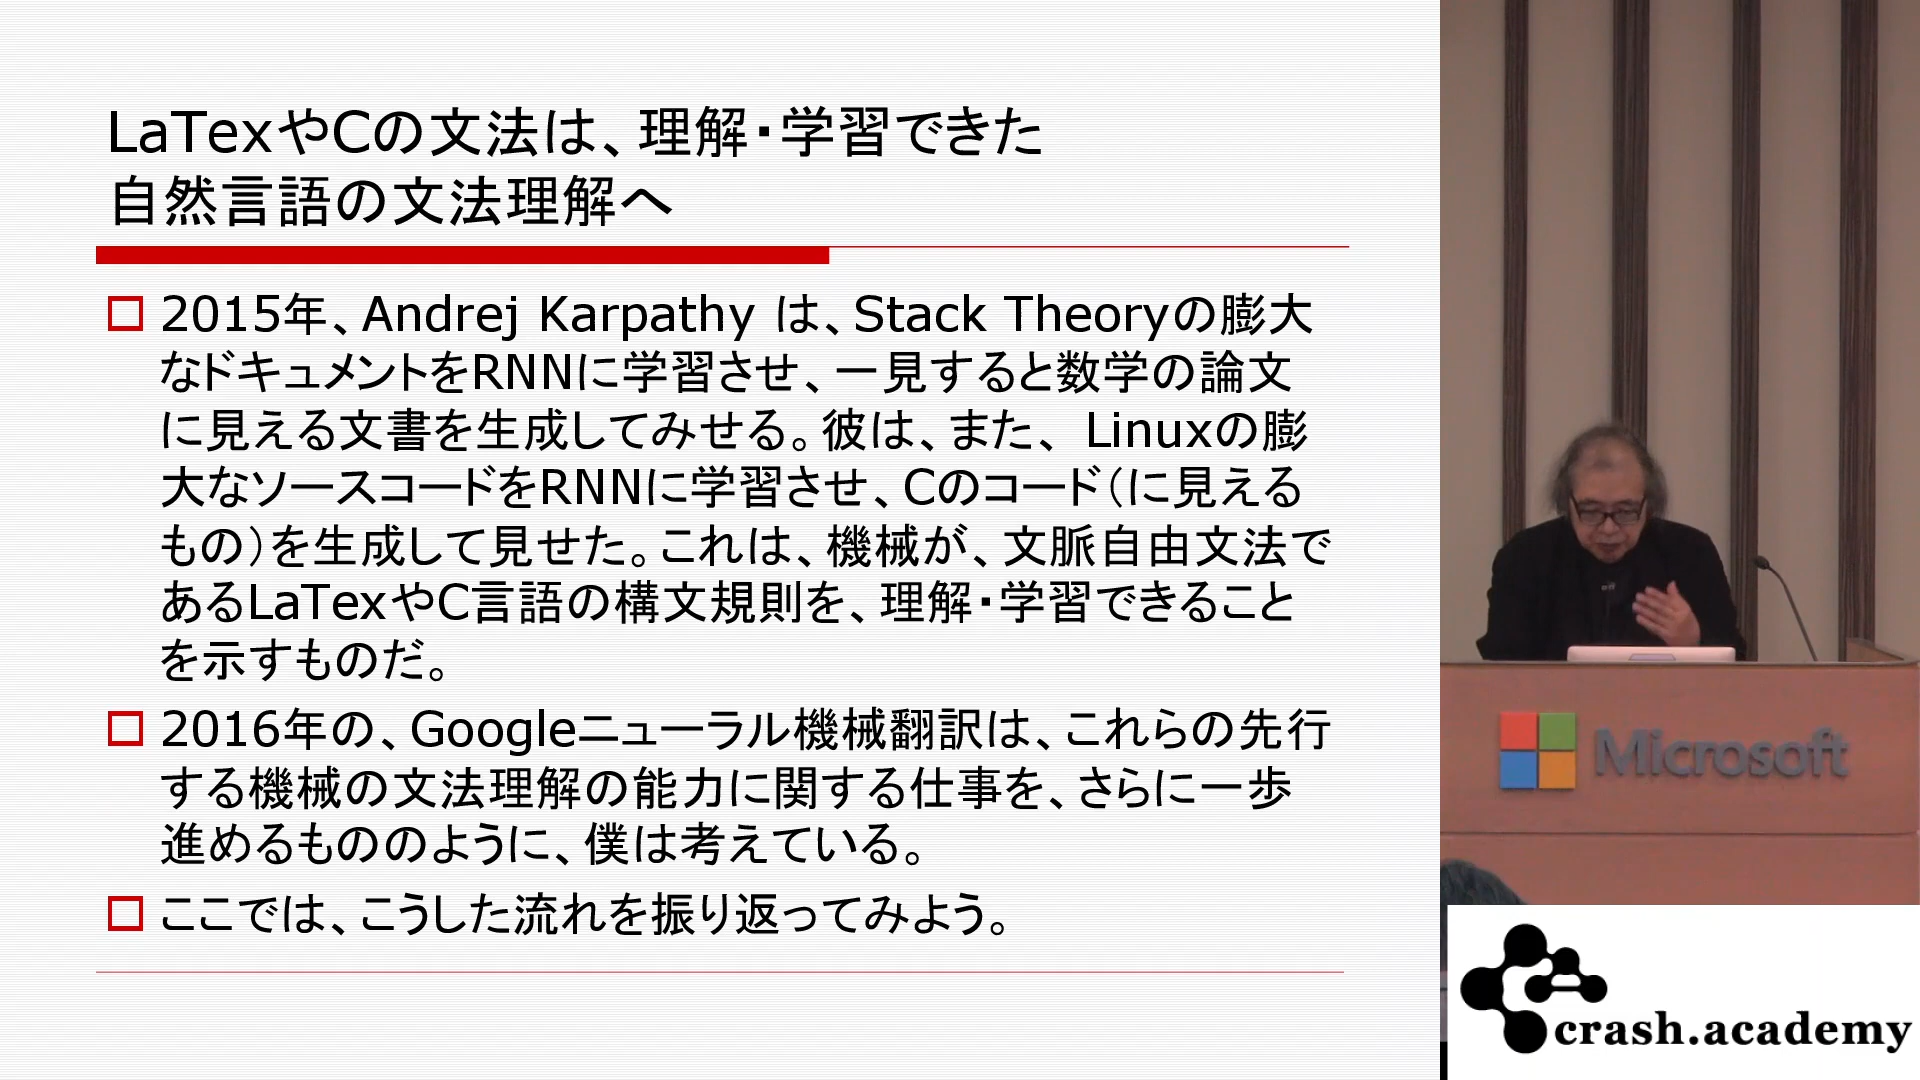 LaTexやCの文法は、理解・学習できた
自然言語の文法理解へ
2015年、Andrej Karpathy は、Stack Theoryの膨大
なドキュメントをRNNに学習させ、一見すると数学の論文
に見える文書を生成してみせる。彼は、また、 Linuxの膨
大なソースコードをRNNに学習させ、Cのコード（に見える
もの）を生成して見せた。これは、機械が、文脈自由文法で
あるLaTexやC言語の構文規則を、理解・学習できること
を示すものだ。
2016年の、Googleニューラル機械翻訳は、これらの先行
する機械の文法理解の能力に関する仕事を、さらに一歩
進めるもののように、僕は考えている。
ここでは、こうした流れを振り返ってみよう。
Microsoft
crash.academy